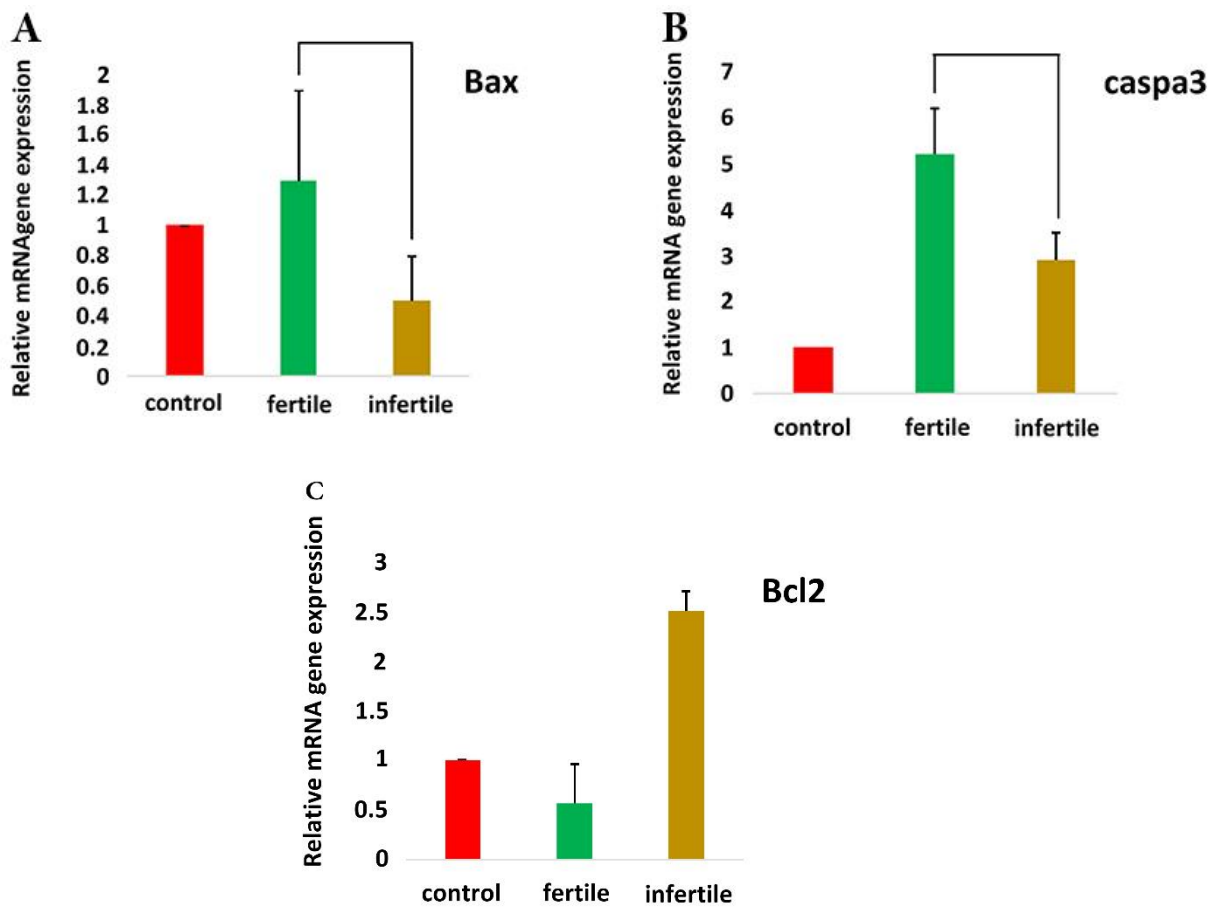 A
Relative mRNAgene expression
2
1.8
1.6
1.4
1.2
1
0.8
0.6
0.4
0.2
0
control fertile infertile
Bax
B
Relative mRNA gene expression
7
6
5
4
3
2
1
0
control fertile infertile
caspa3
C
Relative mRNA gene expression
3
2.5
2
1.5
1
0.5
0
control fertile infertile
Bcl2